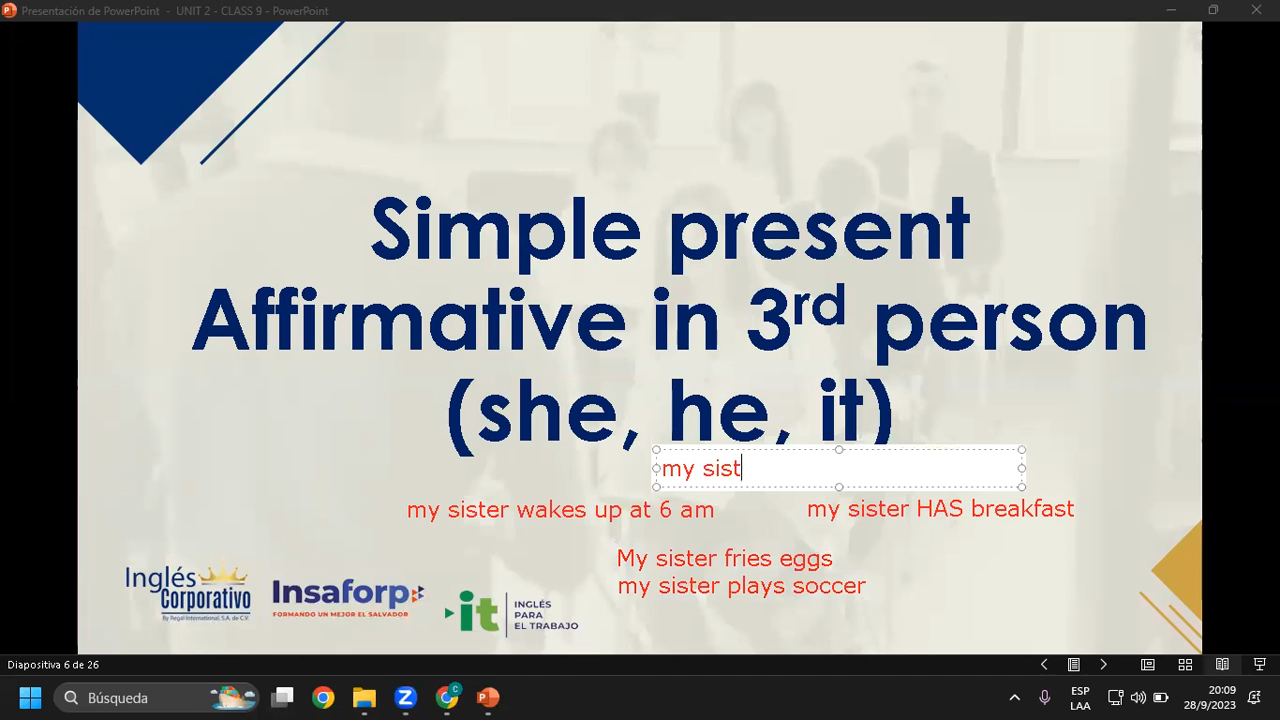 Presentación de PowerPoint - UNIT 2 - CLASS 9 - PowerPoint
Simple present
Affirmative in 3rd person
(she, he, it)
my sist
my sister wakes up at 6 am
my sister HAS breakfast
My sister fries eggs
my sister plays soccer
Inglés
Corporativo
By Regal International, S.A. de C.V.
Insaforp
FORMANDO UN MEJOR EL SALVADOR
it
INGLÉS
PARA
EL TRABAJO
Diapositiva 6 de 26
Búsqueda
C
ESP
LAA
20:09
28/9/2023